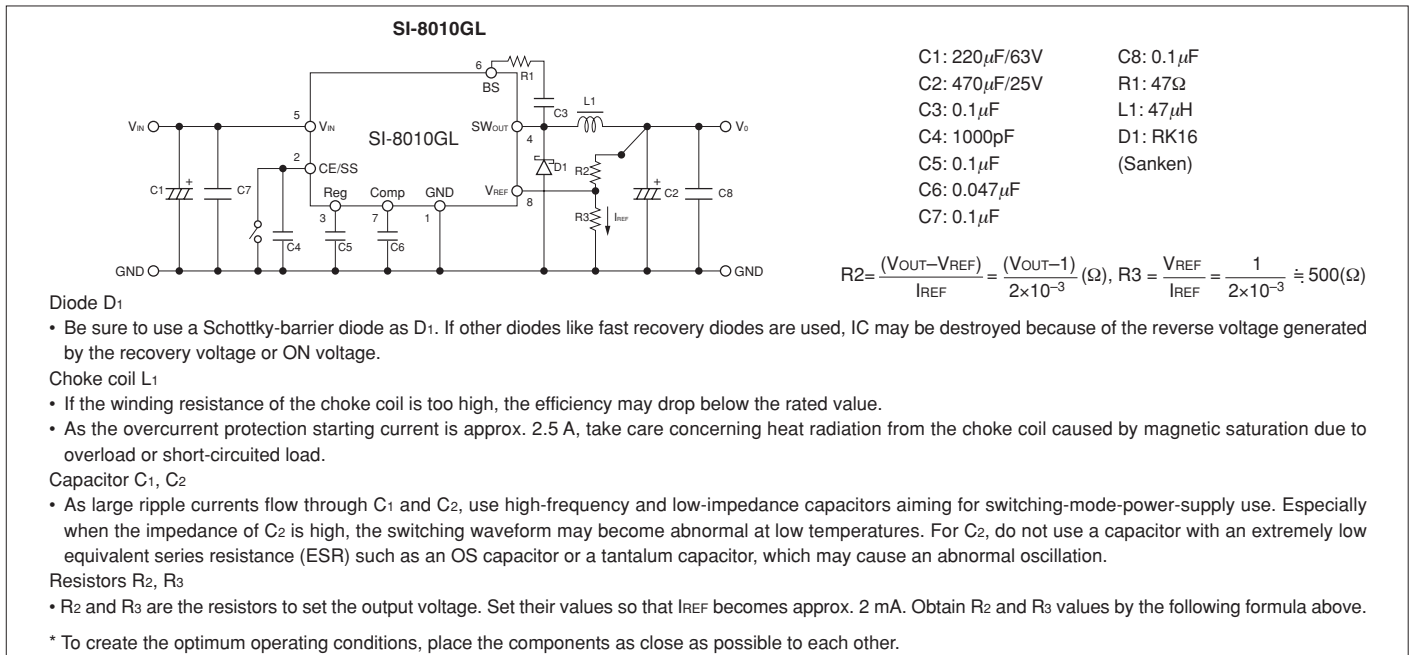 SI-8010GL
6
BS
R1
C3
L1
5
VIN
VIN
SWOUT
4
VO
SI-8010GL
2
CE/SS
D1
R2
C1
+
C7
Reg
Comp
GND
VREF
8
+
C2
C8
3
7
1
R3
IREF
C4
C5
C6
GND
GND
C1: 220μF/63V
C2: 470μF/25V
C3: 0.1μF
C4: 1000pF
C5: 0.1μF
C6: 0.047μF
C7: 0.1μF
C8: 0.1μF
R1: 47Ω
L1: 47μH
D1: RK16
(Sanken)
R2= (VOUT–VREF) / IREF = (VOUT–1) / 2×10–3 (Ω), R3 = VREF / IREF = 1 / 2×10–3 ≒ 500(Ω)
Diode D1
• Be sure to use a Schottky-barrier diode as D1. If other diodes like fast recovery diodes are used, IC may be destroyed because of the reverse voltage generated
by the recovery voltage or ON voltage.
Choke coil L1
• If the winding resistance of the choke coil is too high, the efficiency may drop below the rated value.
• As the overcurrent protection starting current is approx. 2.5 A, take care concerning heat radiation from the choke coil caused by magnetic saturation due to
overload or short-circuited load.
Capacitor C1, C2
• As large ripple currents flow through C1 and C2, use high-frequency and low-impedance capacitors aiming for switching-mode-power-supply use. Especially
when the impedance of C2 is high, the switching waveform may become abnormal at low temperatures. For C2, do not use a capacitor with an extremely low
equivalent series resistance (ESR) such as an OS capacitor or a tantalum capacitor, which may cause an abnormal oscillation.
Resistors R2, R3
• R2 and R3 are the resistors to set the output voltage. Set their values so that IREF becomes approx. 2 mA. Obtain R2 and R3 values by the following formula above.
* To create the optimum operating conditions, place the components as close as possible to each other.